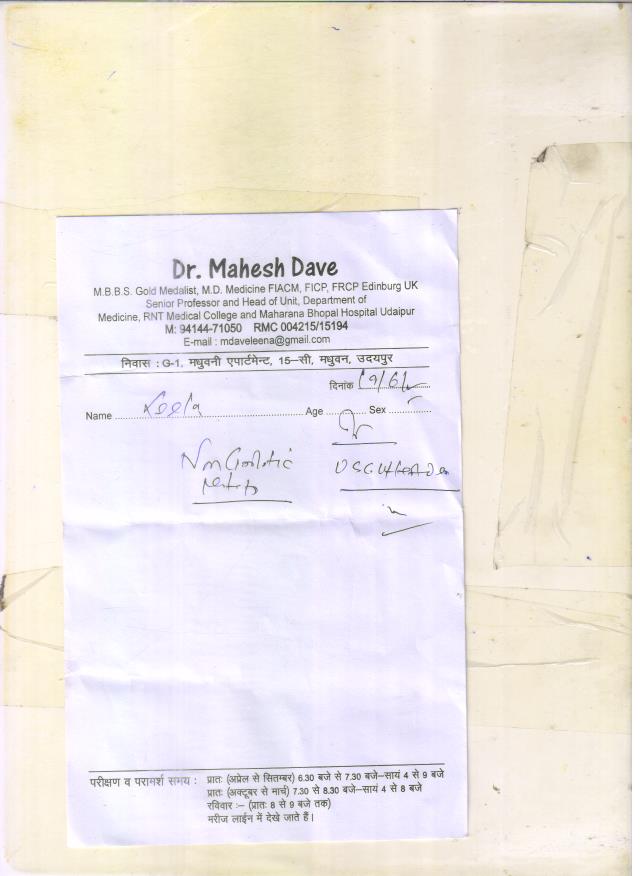 Dr. Mahesh Dave
M.B.B.S. Gold Medalist, M.D. Medicine FIACM, FICP, FRCP Edinburg UK
Senior Professor and Head of Unit, Department of
Medicine, RNT Medical College and Maharana Bhopal Hospital Udaipur
M: 94144-71050 RMC 004215/15194
E-mail : mdaveleena@gmail.com
निवास : G-1, मधुवनी एपार्टमेन्ट, 15–सी, मधुवन, उदयपुर
दिनांक
Name Leela Age Sex
Non
USG
परीक्षण व परामर्श समय : प्रातः (अप्रेल से सितम्बर) 6.30 बजे से 7.30 बजे–सायं 4 से 9 बजे
प्रातः (अक्टूबर से मार्च) 7.30 से 8.30 बजे–सायं 4 से 8 बजे
रविवार :– (प्रातः 8 से 9 बजे तक)
मरीज लाईन में देखे जाते हैं।